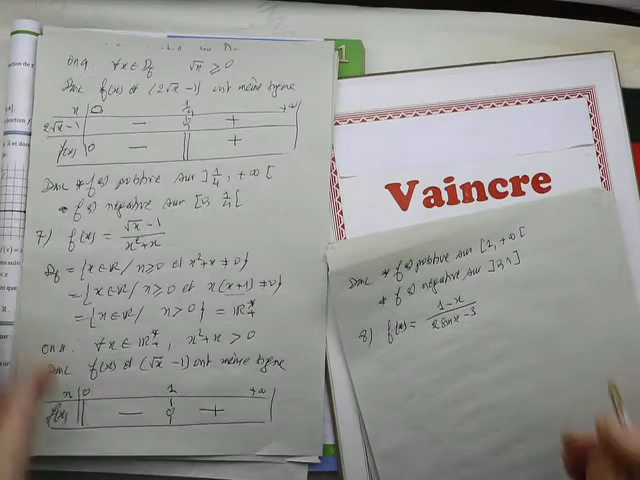 on a ∀x∈Df √x ⩾ 0
Donc f(x) et (2√x - 1) ont même signe
x 0 1/4 +∞
2√x-1 — 0 +
f(x) 0 — +
Donc * f(x) positive sur ]1/4, +∞[
* f(x) négative sur [0, 1/4[
7) f(x) = (√x - 1)/(x²+x)
Df = {x∈ℝ / x⩾0 et x²+x ≠0}
= {x∈ℝ / x⩾0 et x(x+1) ≠0}
= {x∈ℝ / x>0} = ℝ*+
on a ∀x∈ℝ*+, x²+x > 0
Donc f(x) et (√x - 1) ont même signe
x 0 1 +∞
f(x) — 0 +
1
Vaincre
Donc * f(x) positive sur [1, +∞[
* f(x) négative sur ]0, 1]
8) f(x) = (1-x)/(2√x - 3)